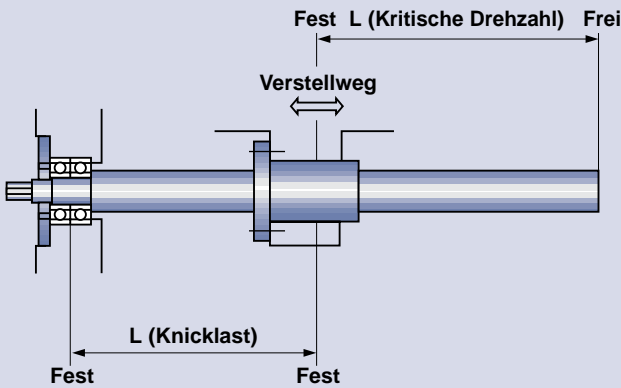 Fest L (Kritische Drehzahl) Frei
Verstellweg
L (Knicklast)
Fest Fest